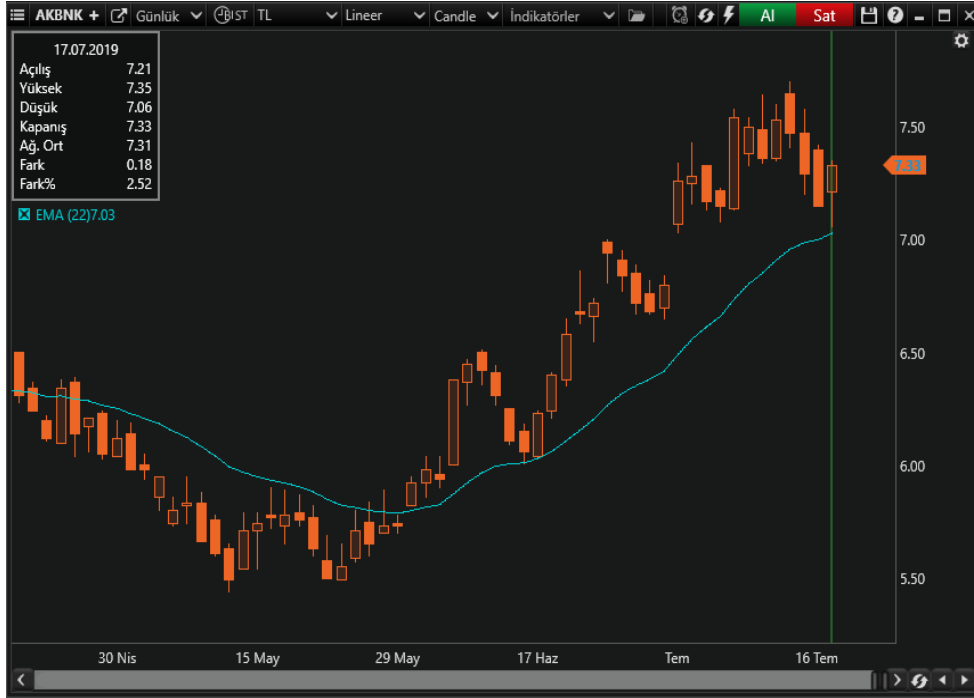 AKBNK + Günlük BIST TL Lineer Candle İndikatörler Al Sat
17.07.2019
Açılış 7.21
Yüksek 7.35
Düşük 7.06
Kapanış 7.33
Ağ. Ort 7.31
Fark 0.18
Fark% 2.52
EMA (22)7.03
7.50
7.33
7.00
6.50
6.00
5.50
30 Nis 15 May 29 May 17 Haz Tem 16 Tem